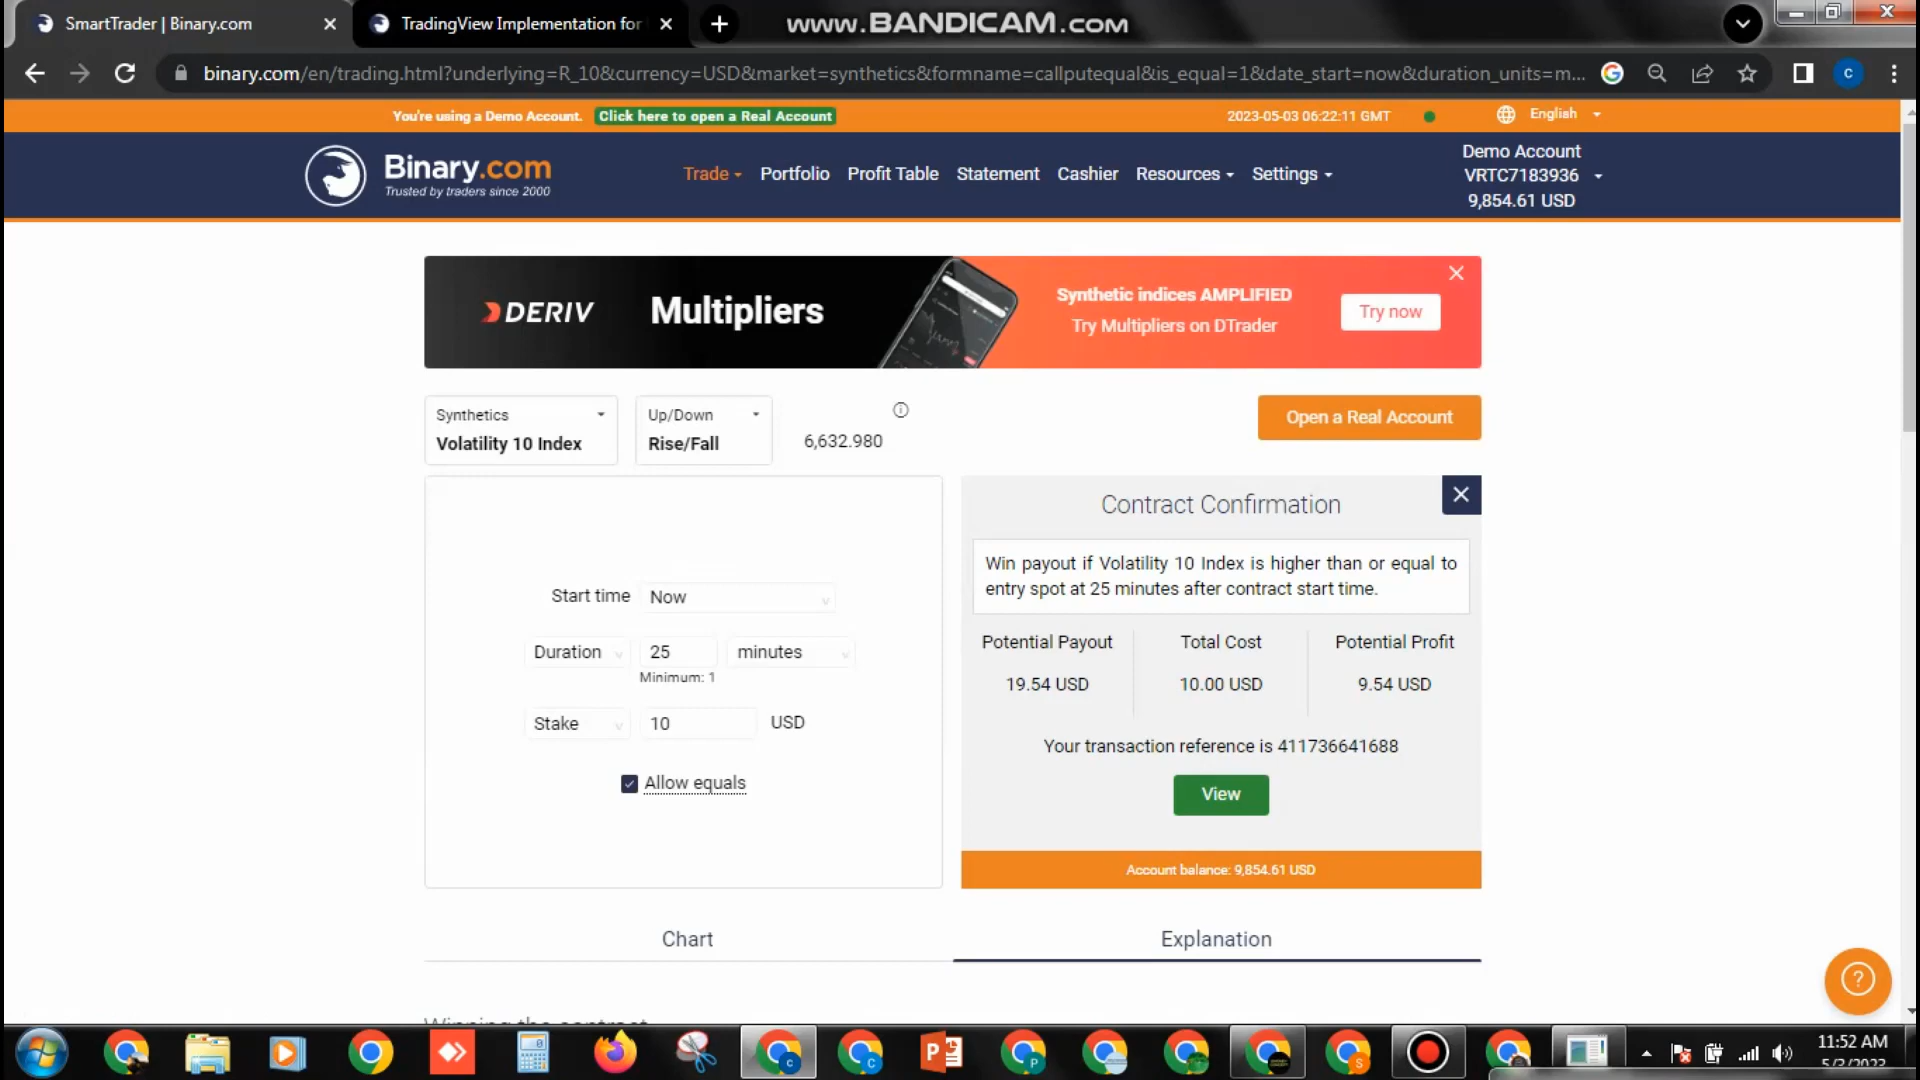 SmartTrader | Binary.com
TradingView Implementation for
www.BANDICAM.com
binary.com/en/trading.html?underlying=R_10&currency=USD&market=synthetics&formname=callputequal&is_equal=1&date_start=now&duration_units=m...
C
You're using a Demo Account. Click here to open a Real Account
2023-05-03 06:22:11 GMT
English
Binary.com
Trusted by traders since 2000
Trade Portfolio Profit Table Statement Cashier Resources Settings
Demo Account
VRTC7183936
9,854.61 USD
DERIV
Multipliers
Synthetic indices AMPLIFIED
Try Multipliers on DTrader
Try now
Synthetics
Volatility 10 Index
Up/Down
Rise/Fall
6,632.980
Open a Real Account
Start time Now
Duration 25 minutes
Minimum: 1
Stake 10 USD
Allow equals
Contract Confirmation
Win payout if Volatility 10 Index is higher than or equal to
entry spot at 25 minutes after contract start time.
Potential Payout Total Cost Potential Profit
19.54 USD 10.00 USD 9.54 USD
Your transaction reference is 411736641688
View
Account balance: 9,854.61 USD
Chart
Explanation
Winning the contract
11:52 AM
5/3/2023